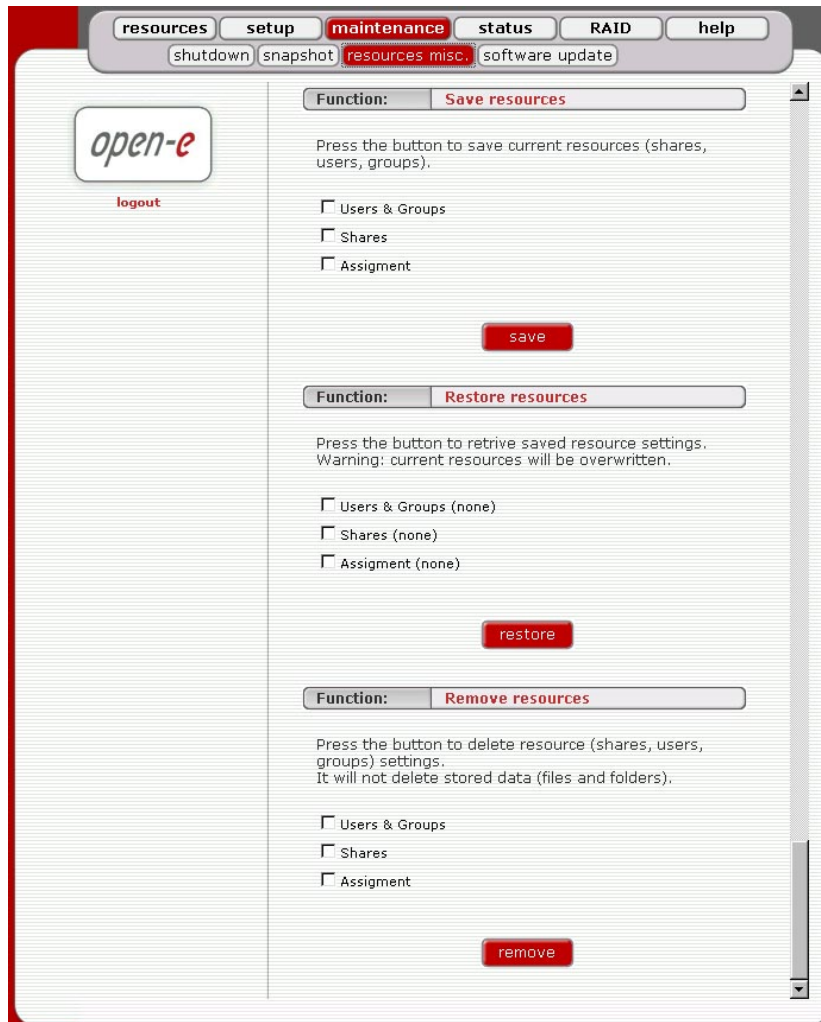 resources setup maintenance status RAID help
shutdown snapshot resources misc. software update
open-e
logout
Function: Save resources
Press the button to save current resources (shares,
users, groups).
Users & Groups
Shares
Assigment
save
Function: Restore resources
Press the button to retrive saved resource settings.
Warning: current resources will be overwritten.
Users & Groups (none)
Shares (none)
Assigment (none)
restore
Function: Remove resources
Press the button to delete resource (shares, users,
groups) settings.
It will not delete stored data (files and folders).
Users & Groups
Shares
Assigment
remove